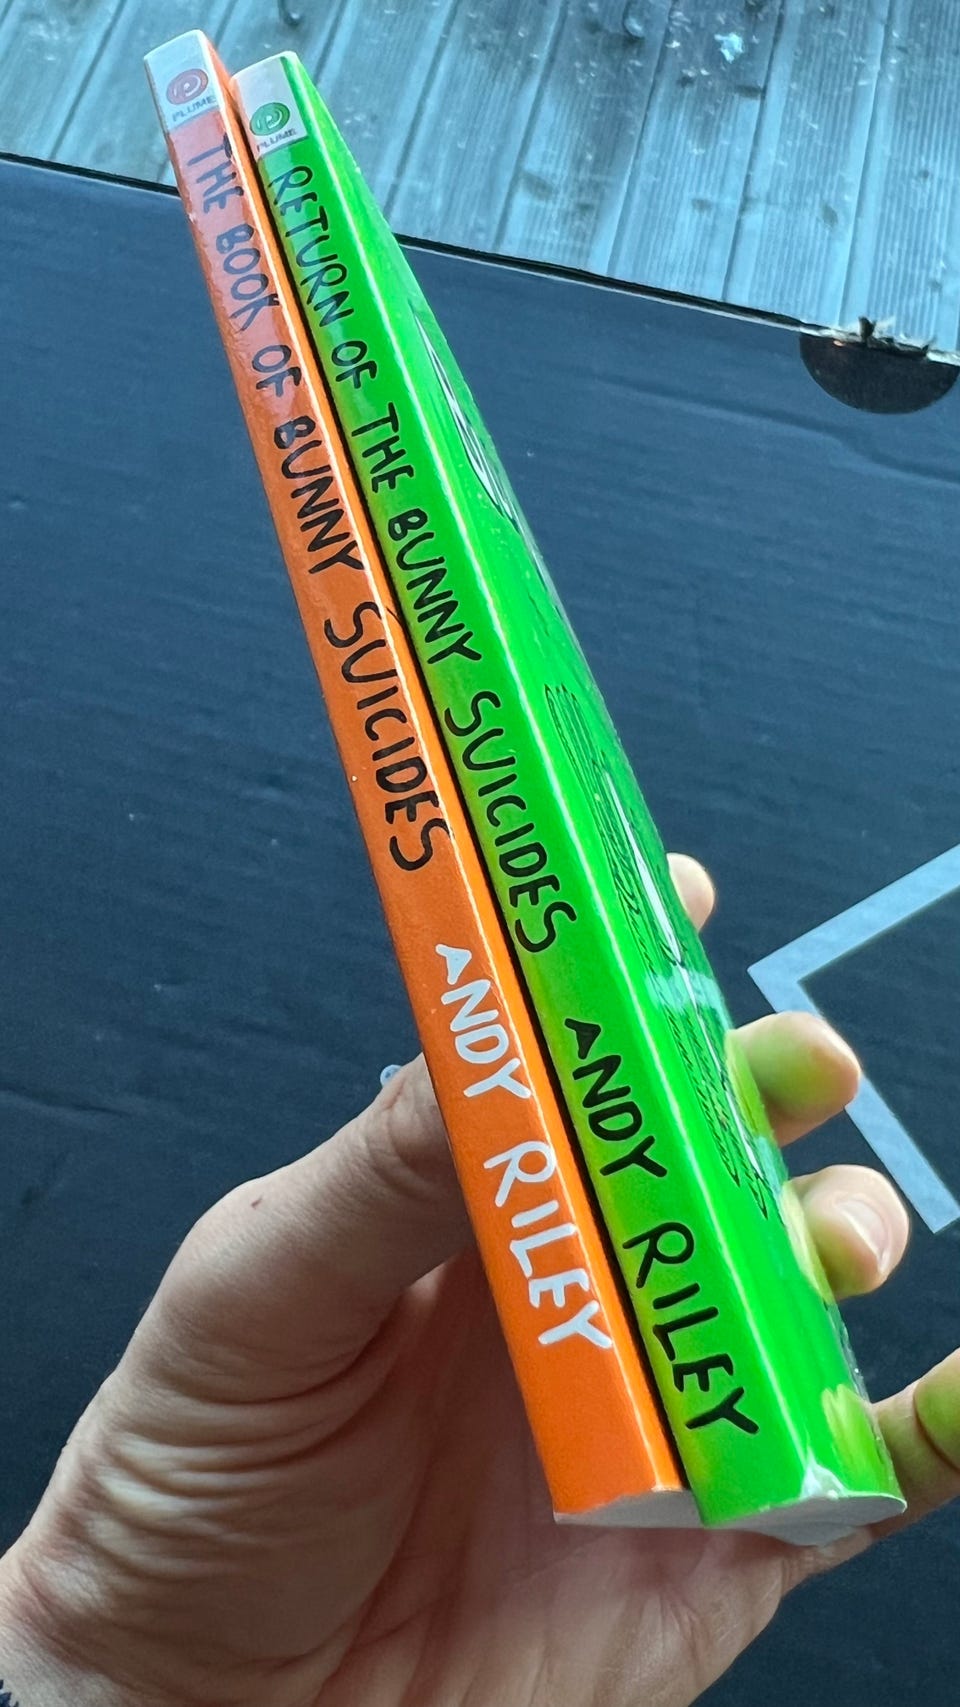 PLUME
THE BOOK OF BUNNY SUICIDES ANDY RILEY
PLUME
RETURN OF THE BUNNY SUICIDES ANDY RILEY